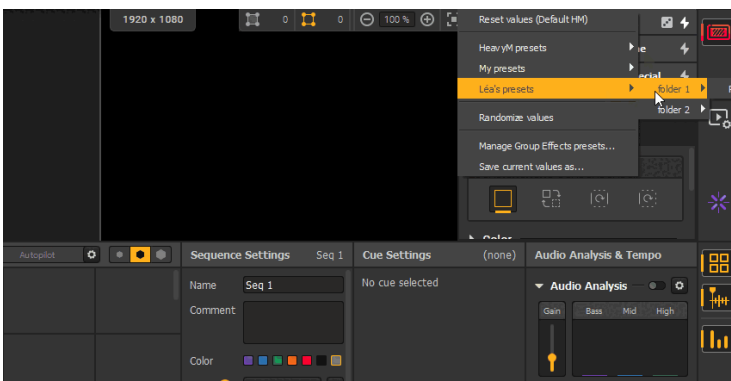 1920 x 1080
0
0
100 %
Reset values (Default HM)
HeavyM presets
My presets
Léa's presets
folder 1
folder 2
Randomize values
Manage Group Effects presets...
Save current values as...
Color
Autopilot
Sequence Settings
Seq 1
Cue Settings
(none)
Audio Analysis & Tempo
Name
Seq 1
No cue selected
Audio Analysis
Comment
Gain
Bass
Mid
High
Color